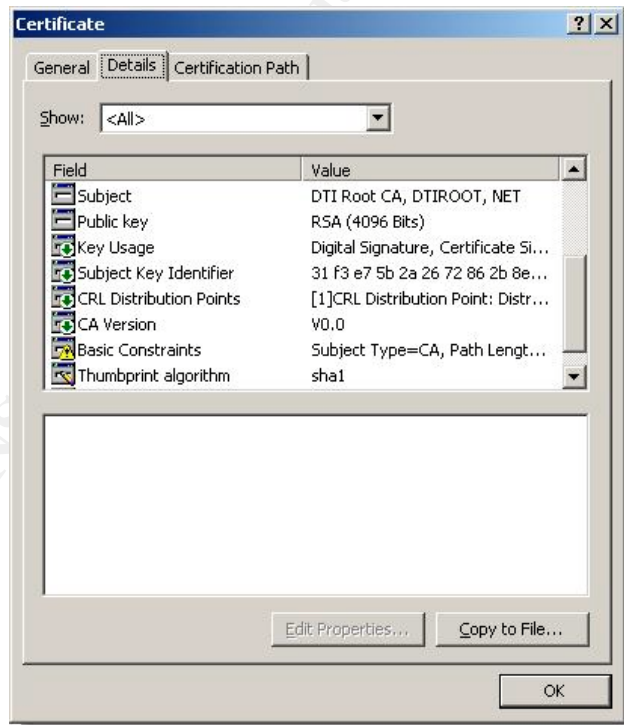 Certificate
General Details Certification Path
Show: <All>
Field Value
Subject DTI Root CA, DTIROOT, NET
Public key RSA (4096 Bits)
Key Usage Digital Signature, Certificate Si...
Subject Key Identifier 31 f3 e7 5b 2a 26 72 86 2b 8e...
CRL Distribution Points [1]CRL Distribution Point: Distr...
CA Version V0.0
Basic Constraints Subject Type=CA, Path Lengt...
Thumbprint algorithm sha1
Edit Properties... Copy to File...
OK